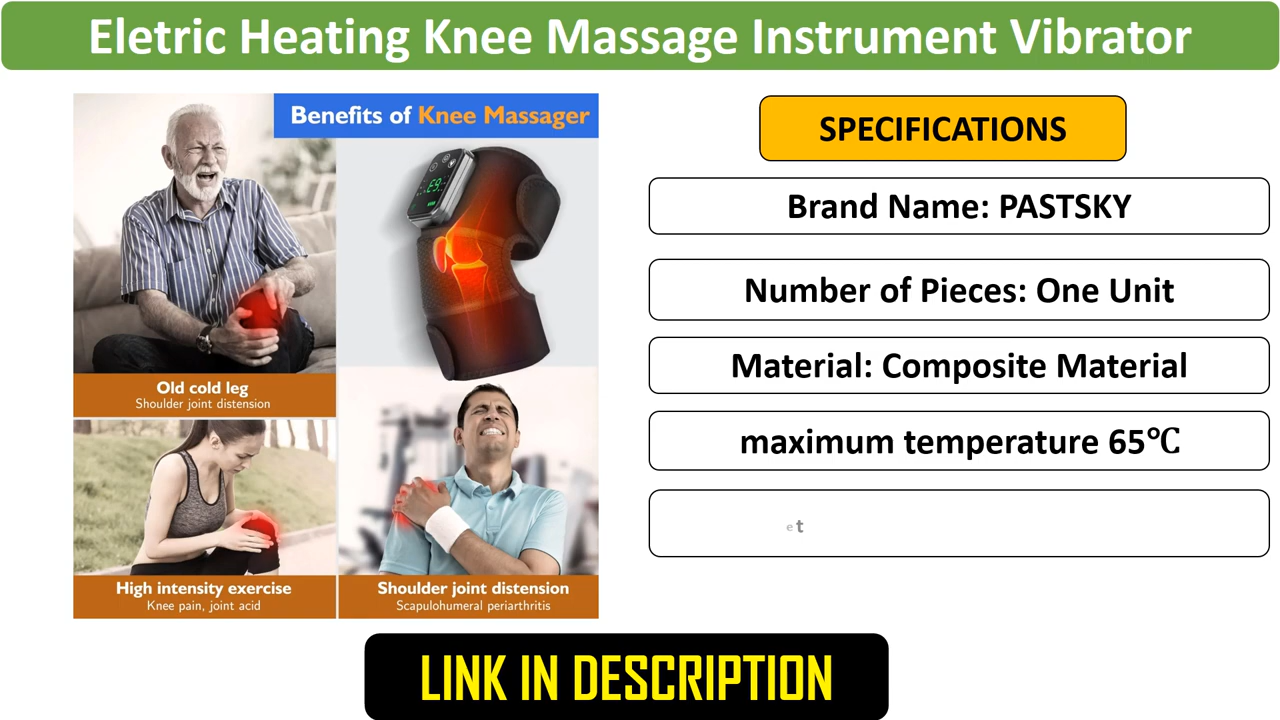 Eletric Heating Knee Massage Instrument Vibrator
Benefits of Knee Massager
Old cold leg
Shoulder joint distension
High intensity exercise
Knee pain, joint acid
Shoulder joint distension
Scapulohumeral periarthritis
SPECIFICATIONS
Brand Name: PASTSKY
Number of Pieces: One Unit
Material: Composite Material
maximum temperature 65℃
et
LINK IN DESCRIPTION